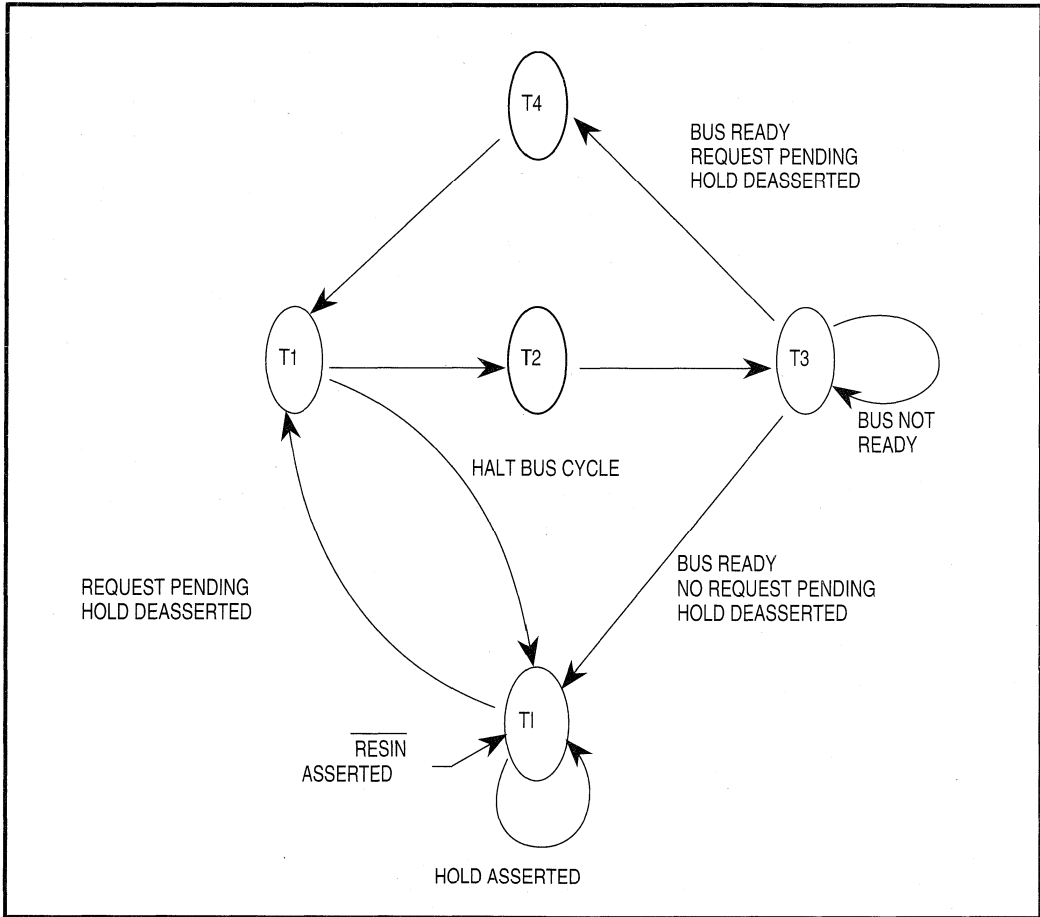 T4
BUS READY
REQUEST PENDING
HOLD DEASSERTED
T1
T2
T3
BUS NOT
READY
HALT BUS CYCLE
BUS READY
NO REQUEST PENDING
HOLD DEASSERTED
REQUEST PENDING
HOLD DEASSERTED
TI
RESIN
ASSERTED
HOLD ASSERTED